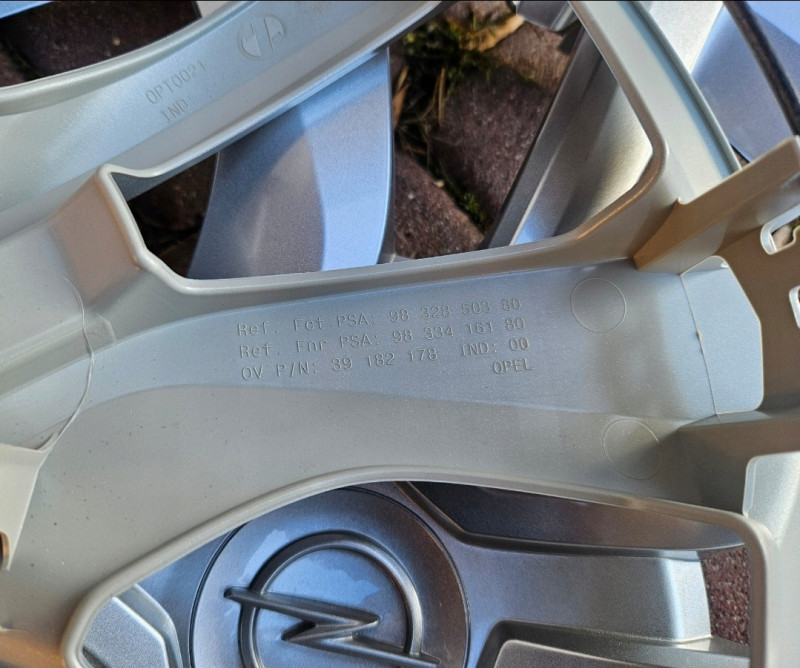 OPT0021
IND
Ref. Fct PSA: 98 328 503 80
Ref. Fnr PSA: 98 334 161 80
OV P/N: 39 182 178 IND: 00
OPEL